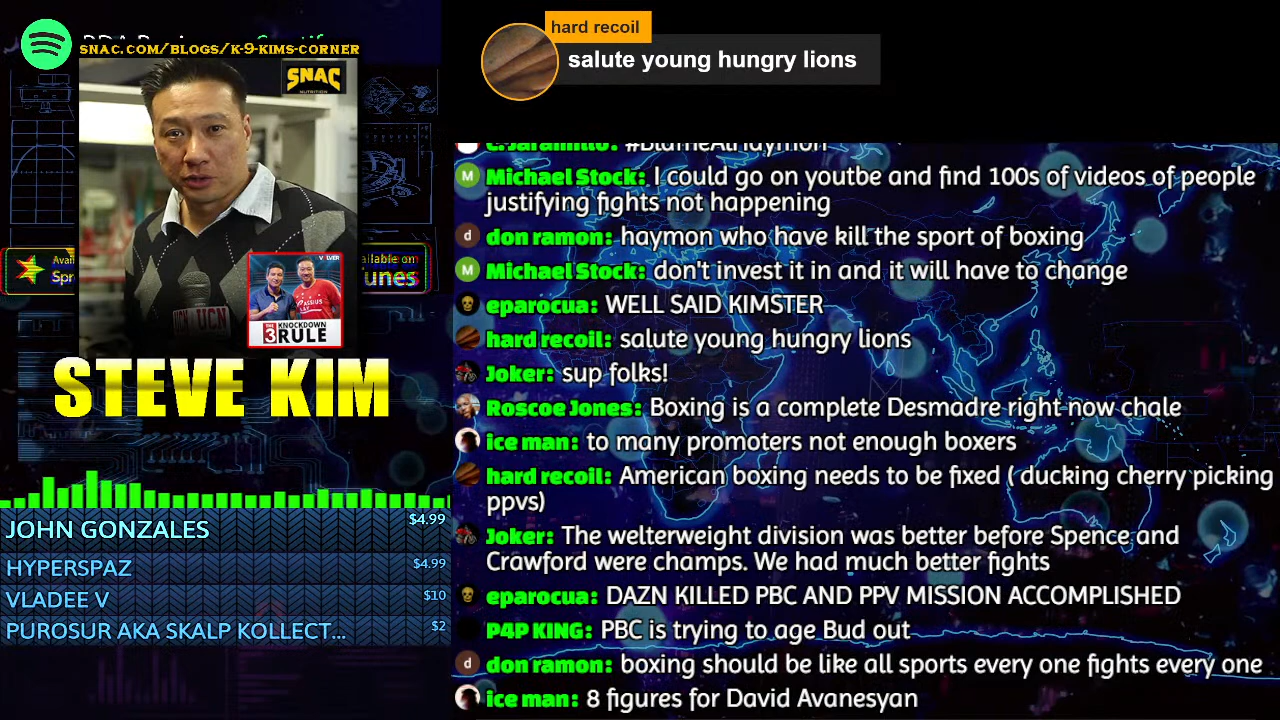 SNAC.COM/BLOGS/K-9-KIMS-CORNER
SNAC
NUTRITION
UCN
KNOCKDOWN
3 RULE
STEVE KIM
JOHN GONZALES $4.99
HYPERSPAZ $4.99
VLADEE V $10
PUROSUR AKA SKALP KOLLECT... $2
hard recoil
salute young hungry lions
c.Jaramillo: #BlameAlHaymon
Michael Stock: I could go on youtbe and find 100s of videos of people
justifying fights not happening
don ramon: haymon who have kill the sport of boxing
Michael Stock: don't invest it in and it will have to change
eparocua: WELL SAID KIMSTER
hard recoil: salute young hungry lions
Joker: sup folks!
Roscoe Jones: Boxing is a complete Desmadre right now chale
ice man: to many promoters not enough boxers
hard recoil: American boxing needs to be fixed ( ducking cherry picking
ppvs)
Joker: The welterweight division was better before Spence and
Crawford were champs. We had much better fights
eparocua: DAZN KILLED PBC AND PPV MISSION ACCOMPLISHED
P4P KING: PBC is trying to age Bud out
don ramon: boxing should be like all sports every one fights every one
ice man: 8 figures for David Avanesyan